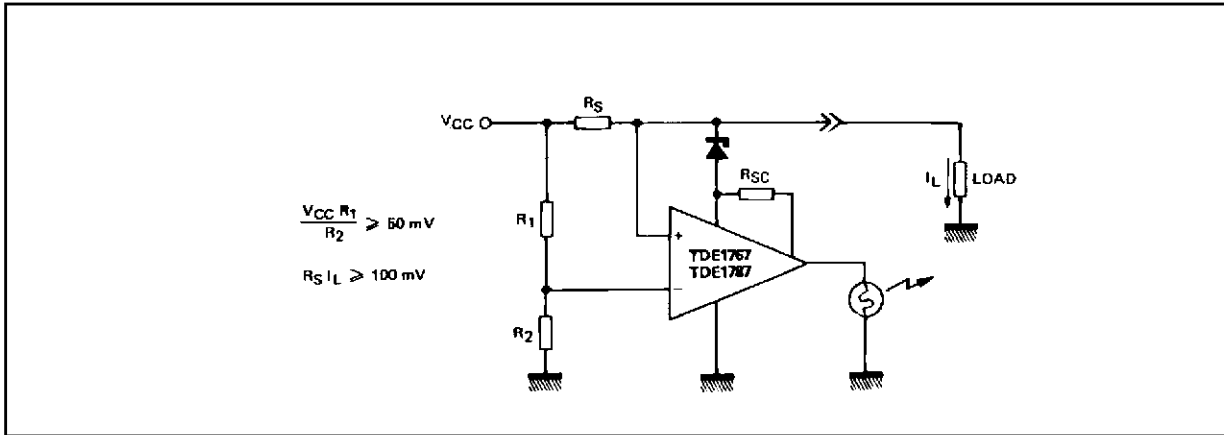 RS
VCC
RSC
IL LOAD
VCC R1
R2 ⩾ 50 mV
R1
+
TDE1767
TDE1787
RS IL ⩾ 100 mV
−
R2